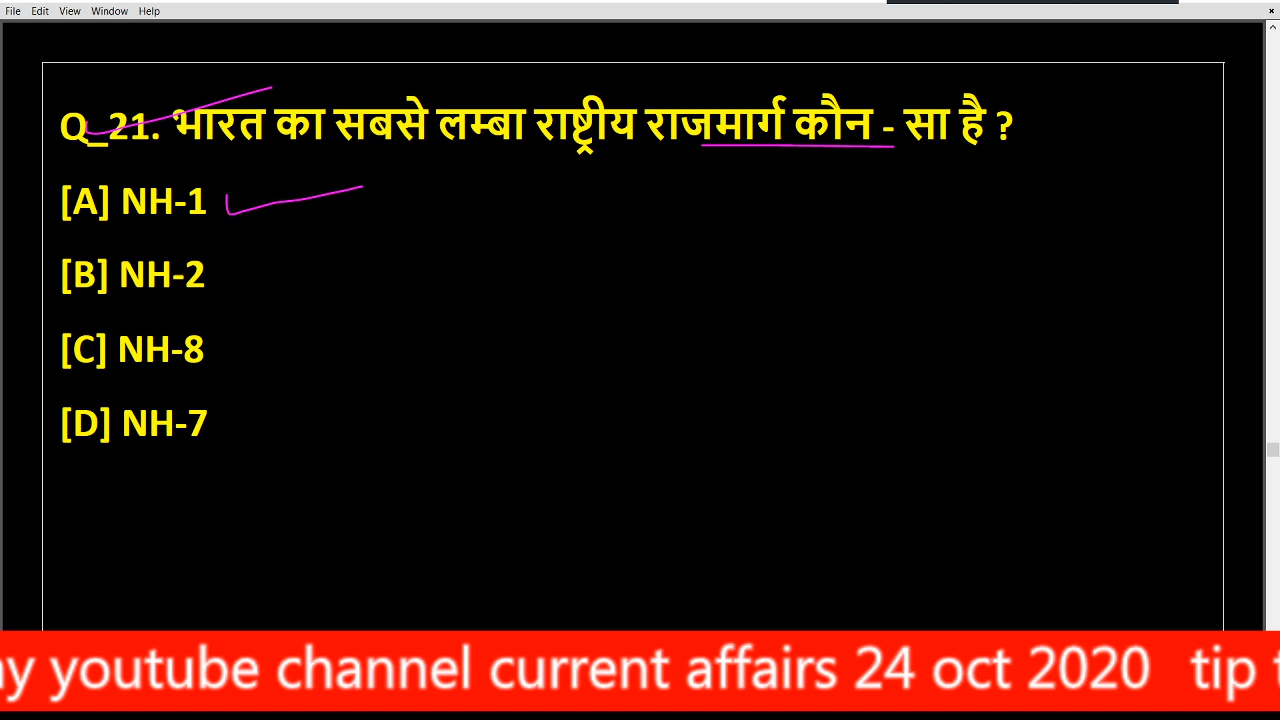 File Edit View Window Help
Q_21. भारत का सबसे लम्बा राष्ट्रीय राजमार्ग कौन - सा है ?
[A] NH-1
[B] NH-2
[C] NH-8
[D] NH-7
youtube channel current affairs 24 oct 2020 tip